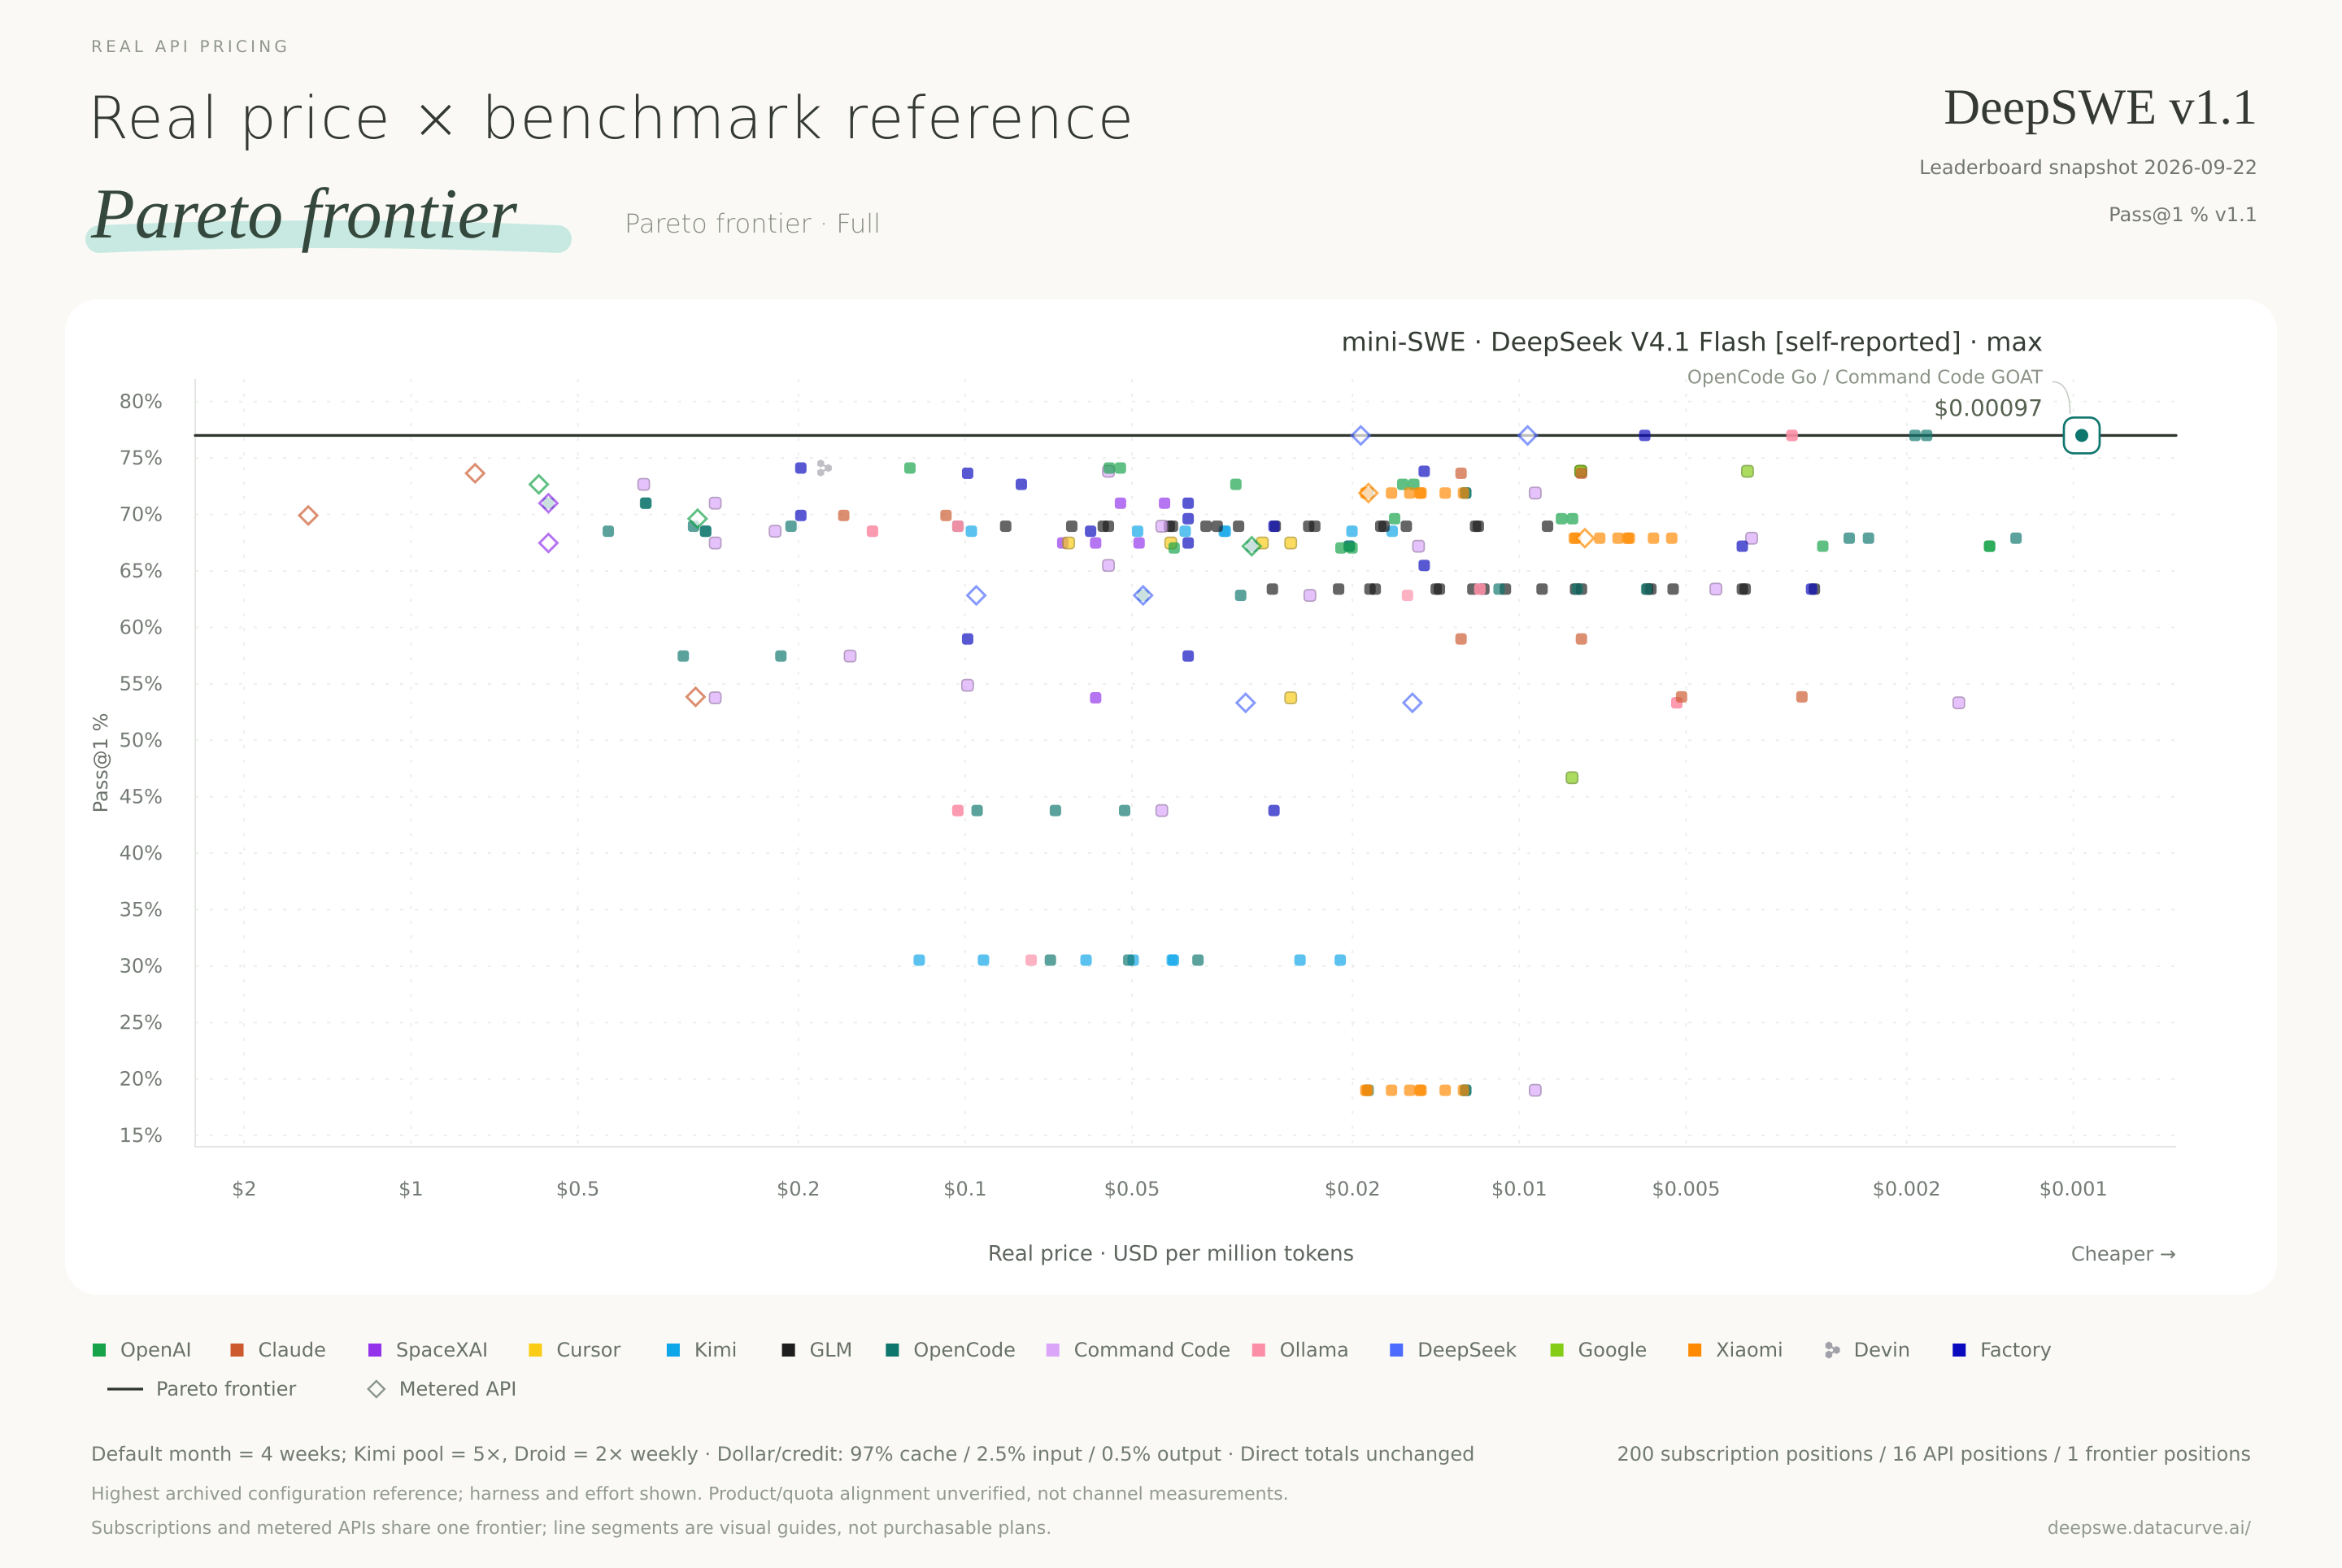 REAL API PRICING
Real price × benchmark reference
DeepSWE v1.1
Leaderboard snapshot 2026-09-22
Pareto frontier
Pareto frontier · Full
Pass@1 % v1.1
mini-SWE · DeepSeek V4.1 Flash [self-reported] · max
OpenCode Go / Command Code GOAT
$0.00097
80%
75%
70%
65%
60%
55%
50%
45%
40%
35%
30%
25%
20%
15%
Pass@1 %
$2 $1 $0.5 $0.2 $0.1 $0.05 $0.02 $0.01 $0.005 $0.002 $0.001
Real price · USD per million tokens
Cheaper →
OpenAI Claude SpaceXAI Cursor Kimi GLM OpenCode Command Code Ollama DeepSeek Google Xiaomi Devin Factory
Pareto frontier Metered API
Default month = 4 weeks; Kimi pool = 5×, Droid = 2× weekly · Dollar/credit: 97% cache / 2.5% input / 0.5% output · Direct totals unchanged
200 subscription positions / 16 API positions / 1 frontier positions
Highest archived configuration reference; harness and effort shown. Product/quota alignment unverified, not channel measurements.
Subscriptions and metered APIs share one frontier; line segments are visual guides, not purchasable plans.
deepswe.datacurve.ai/